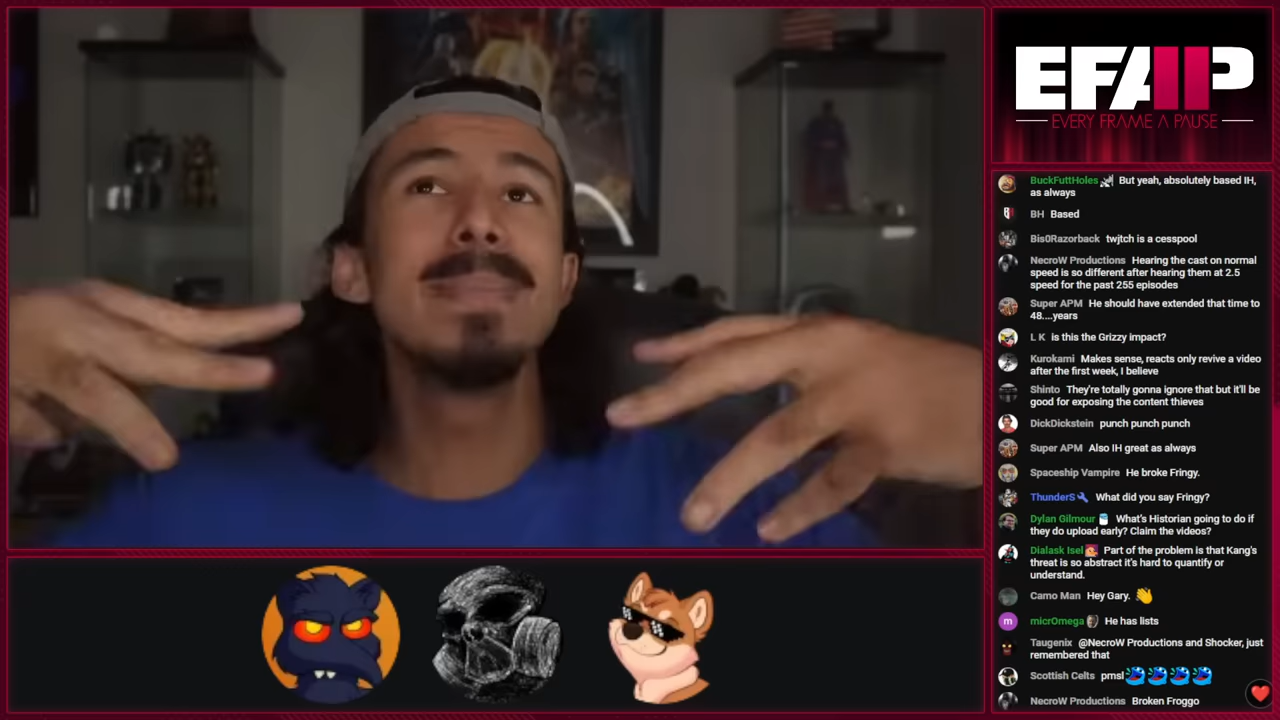 EFAP
EVERY FRAME A PAUSE
BuckFuttHoles But yeah, absolutely based IH,
as always
BH Based
Bis0Razorback twjtch is a cesspool
NecroW Productions Hearing the cast on normal
speed is so different after hearing them at 2.5
speed for the past 255 episodes
Super APM He should have extended that time to
48....years
L K is this the Grizzy impact?
Kurokami Makes sense, reacts only revive a video
after the first week, I believe
Shinto They're totally gonna ignore that but it'll be
good for exposing the content thieves
DickDickstein punch punch punch
Super APM Also IH great as always
Spaceship Vampire He broke Fringy.
ThunderS What did you say Fringy?
Dylan Gilmour What's Historian going to do if
they do upload early? Claim the videos?
Dialask Isel Part of the problem is that Kang's
threat is so abstract it's hard to quantify or
understand.
Camo Man Hey Gary. 👋
m micrOmega He has lists
Taugenix @NecroW Productions and Shocker, just
remembered that
Scottish Celts pmsl
NecroW Productions Broken Froggo